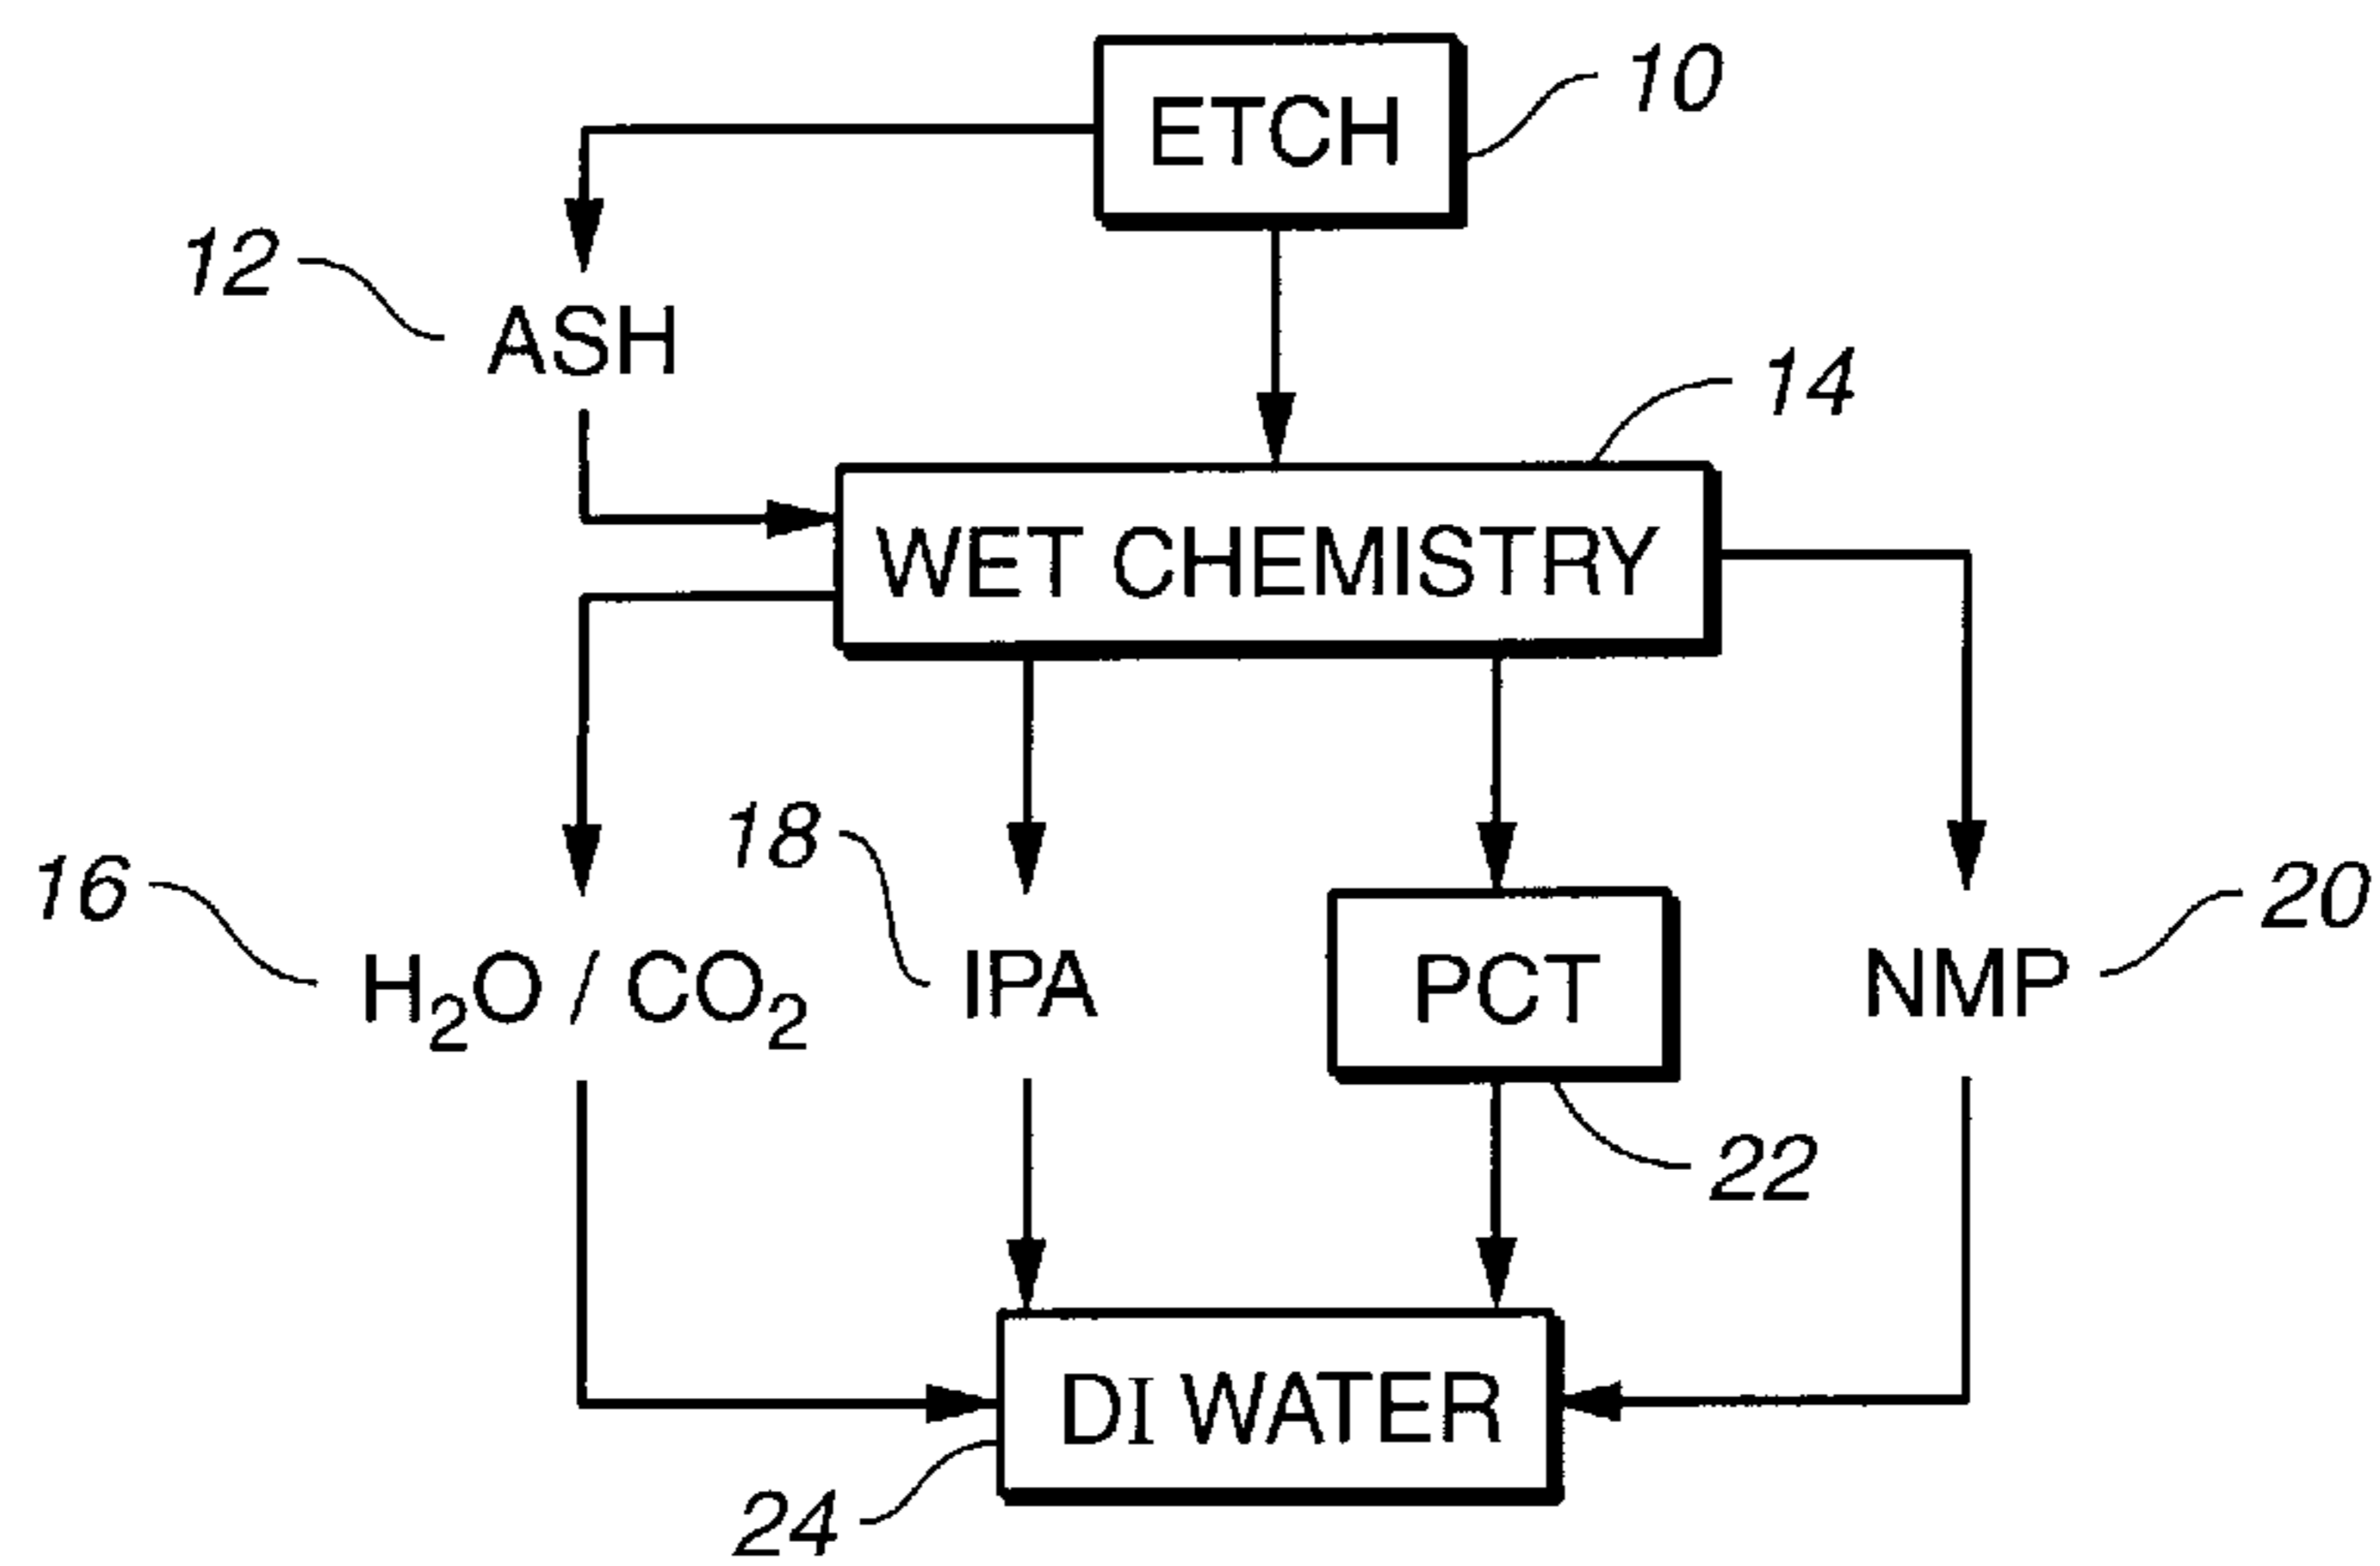 10
ETCH
12
ASH
14
WET CHEMISTRY
16
H₂O / CO₂
18
IPA
PCT
20
NMP
22
DI WATER
24